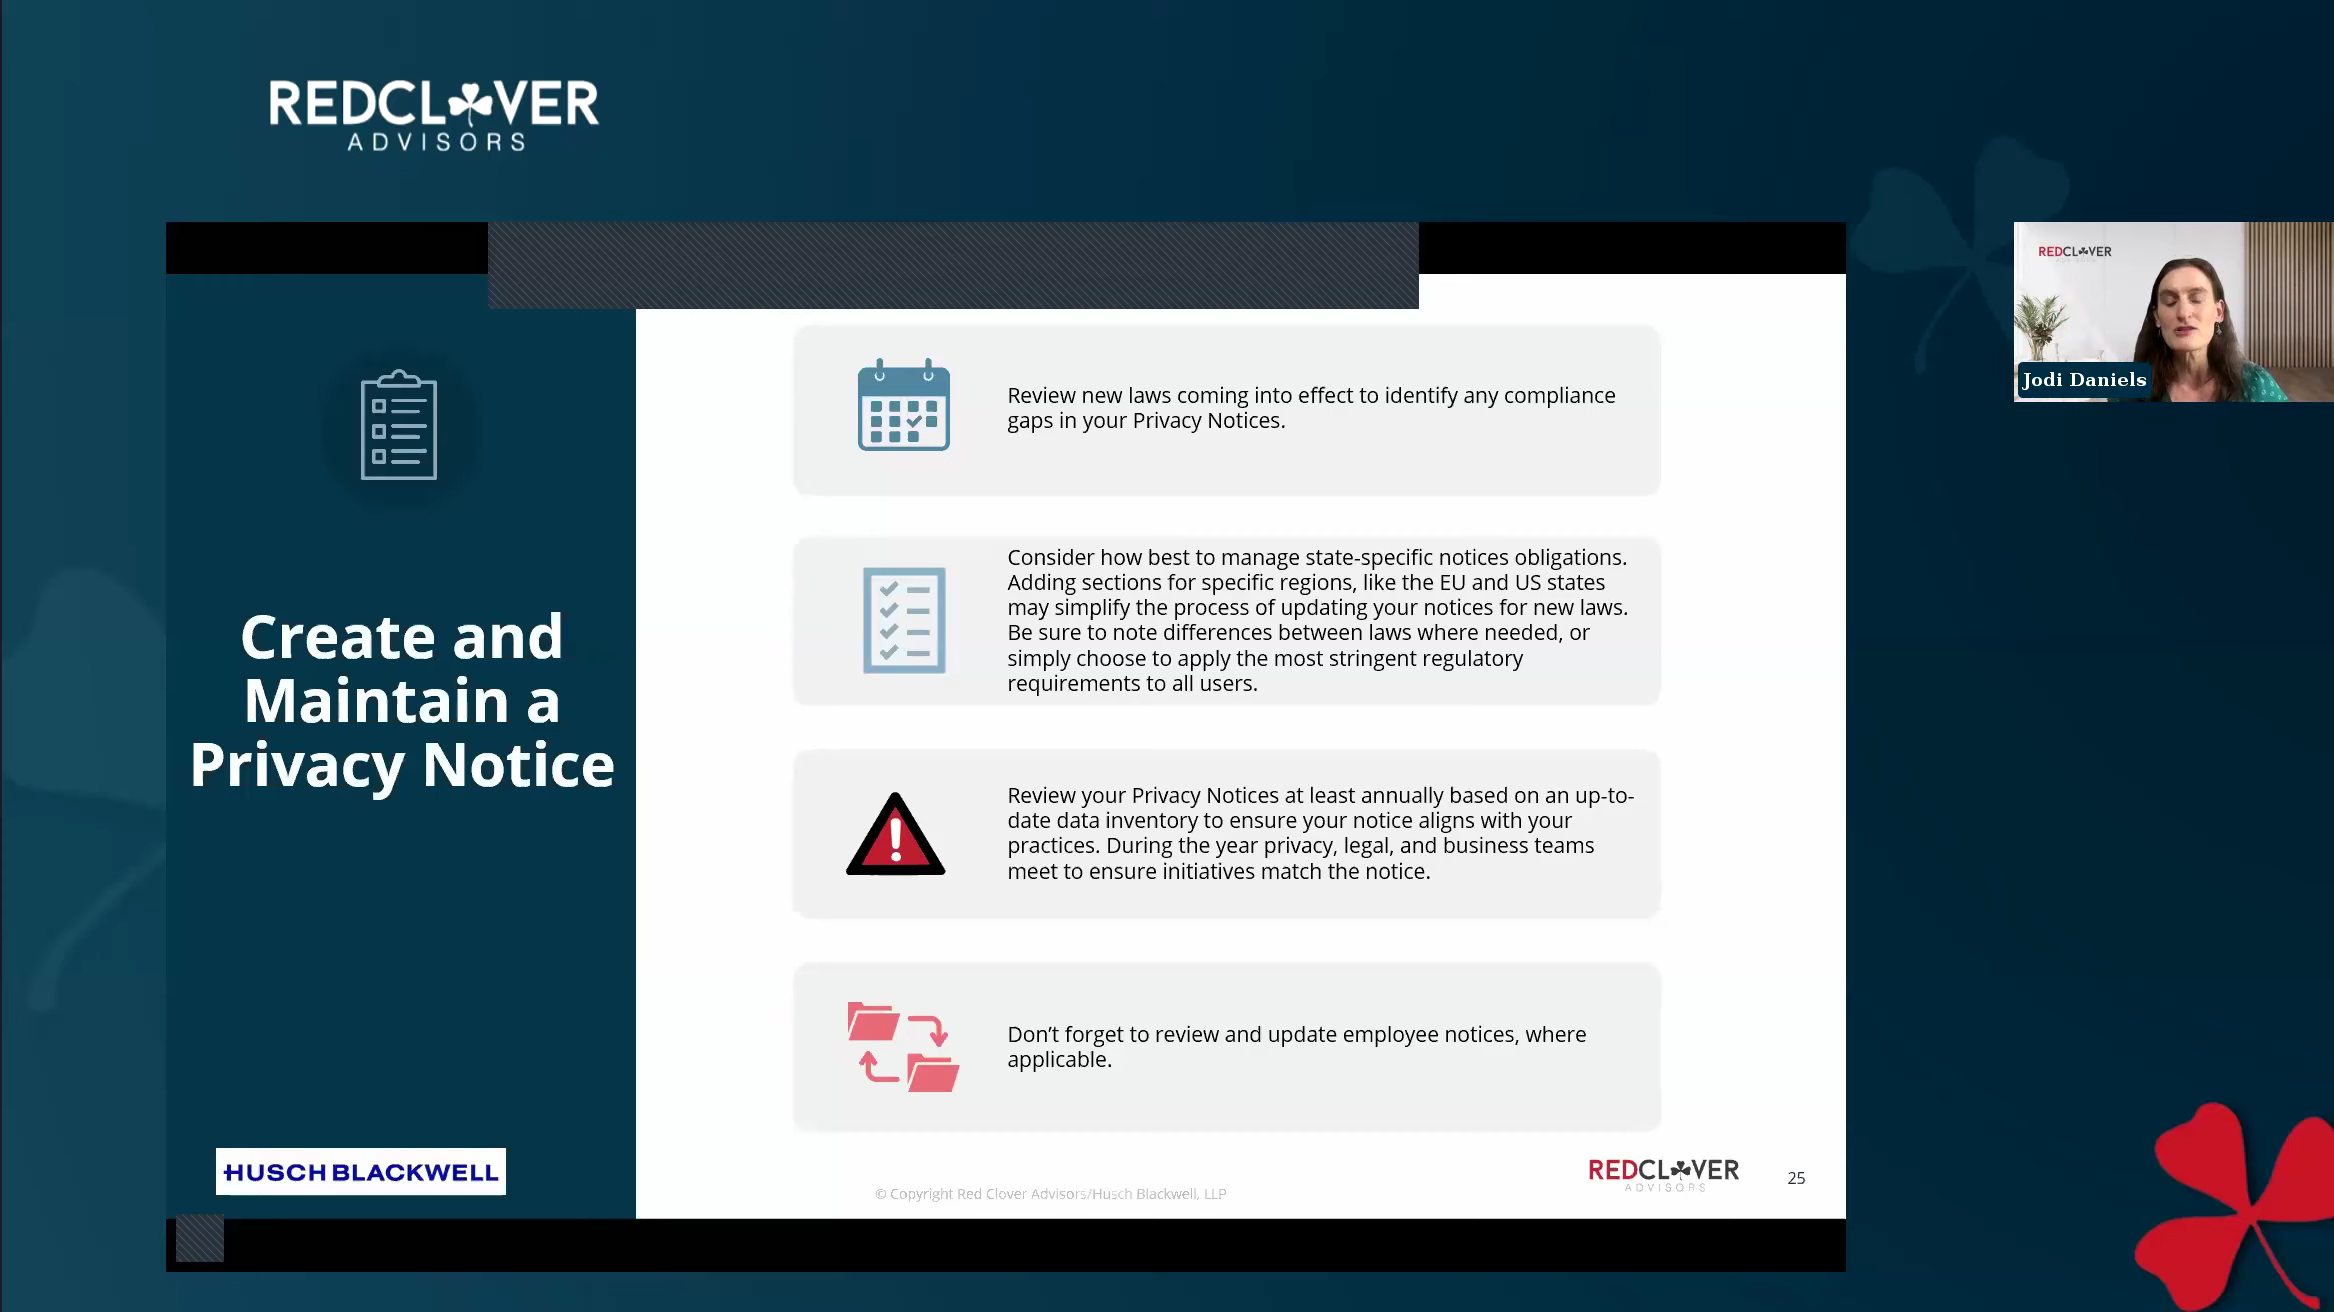 REDCLOVER
ADVISORS
REDCLOVER
Jodi Daniels
Create and
Maintain a
Privacy Notice
Review new laws coming into effect to identify any compliance
gaps in your Privacy Notices.
Consider how best to manage state-specific notices obligations.
Adding sections for specific regions, like the EU and US states
may simplify the process of updating your notices for new laws.
Be sure to note differences between laws where needed, or
simply choose to apply the most stringent regulatory
requirements to all users.
Review your Privacy Notices at least annually based on an up-to-
date data inventory to ensure your notice aligns with your
practices. During the year privacy, legal, and business teams
meet to ensure initiatives match the notice.
Don’t forget to review and update employee notices, where
applicable.
HUSCH BLACKWELL
© Copyright Red Clover Advisors/Husch Blackwell, LLP
REDCLOVER
ADVISORS
25